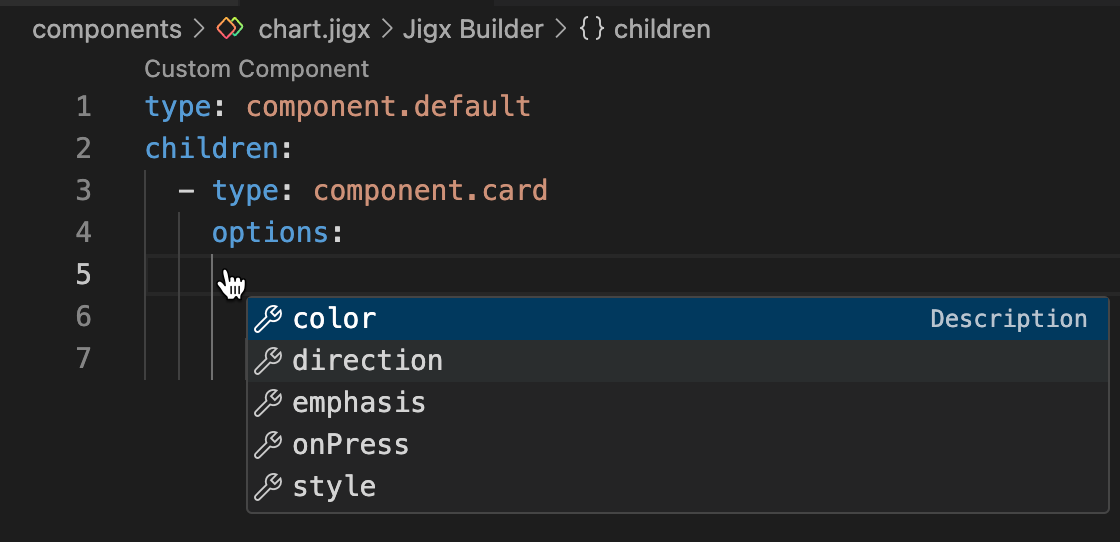 components > chart.jigx > Jigx Builder > {} children
Custom Component
1 type: component.default
2 children:
3 - type: component.card
4 options:
5
6
7
color Description
direction
emphasis
onPress
style